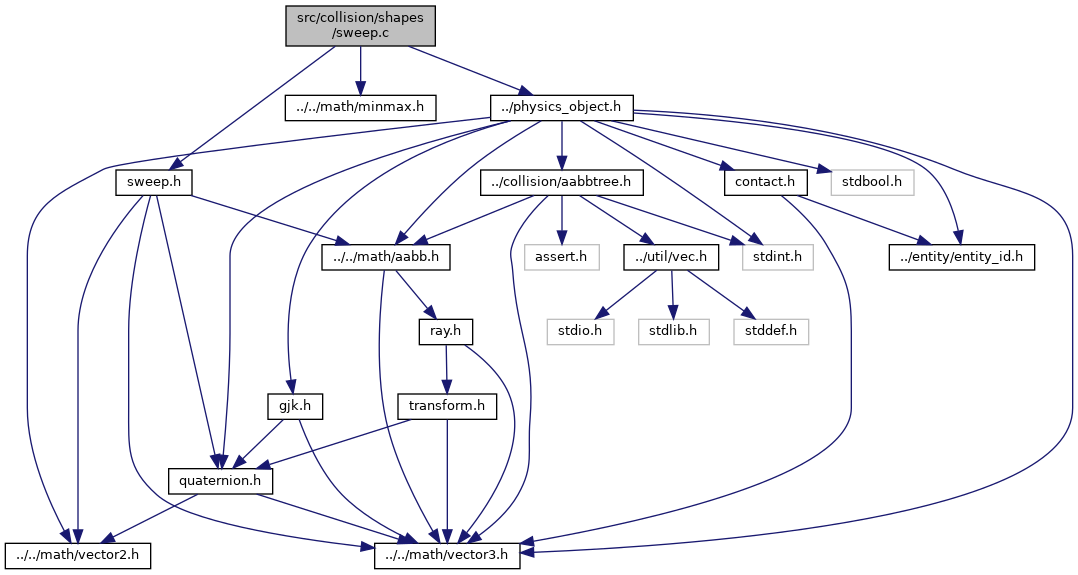 src/collision/shapes
/sweep.c
../../math/minmax.h
../physics_object.h
sweep.h
../collision/aabbtree.h
contact.h
stdbool.h
../../math/aabb.h
assert.h
../util/vec.h
stdint.h
../entity/entity_id.h
ray.h
stdio.h
stdlib.h
stddef.h
gjk.h
transform.h
quaternion.h
../../math/vector2.h
../../math/vector3.h